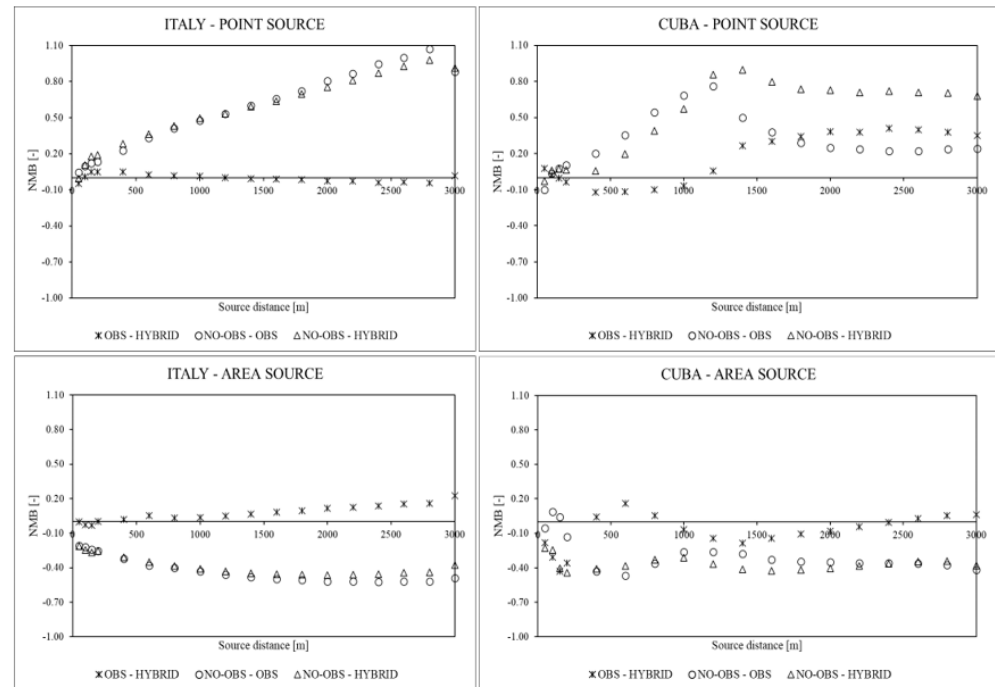 ITALY - POINT SOURCE
1.10
0.80
0.50
0.20
-0.10
-0.40
-0.70
-1.00
NMB [-]
0 500 1000 1500 2000 2500 3000
Source distance [m]
OBS - HYBRID NO-OBS - OBS NO-OBS - HYBRID
CUBA - POINT SOURCE
1.10
0.80
0.50
0.20
-0.10
-0.40
-0.70
-1.00
NMB [-]
0 500 1000 1500 2000 2500 3000
Source distance [m]
OBS - HYBRID NO-OBS - OBS NO-OBS - HYBRID
ITALY - AREA SOURCE
1.10
0.80
0.50
0.20
-0.10
-0.40
-0.70
-1.00
NMB [-]
0 500 1000 1500 2000 2500 3000
Source distance [m]
OBS - HYBRID NO-OBS - OBS NO-OBS - HYBRID
CUBA - AREA SOURCE
1.10
0.80
0.50
0.20
-0.10
-0.40
-0.70
-1.00
NMB [-]
0 500 1000 1500 2000 2500 3000
Source distance [m]
OBS - HYBRID NO-OBS - OBS NO-OBS - HYBRID